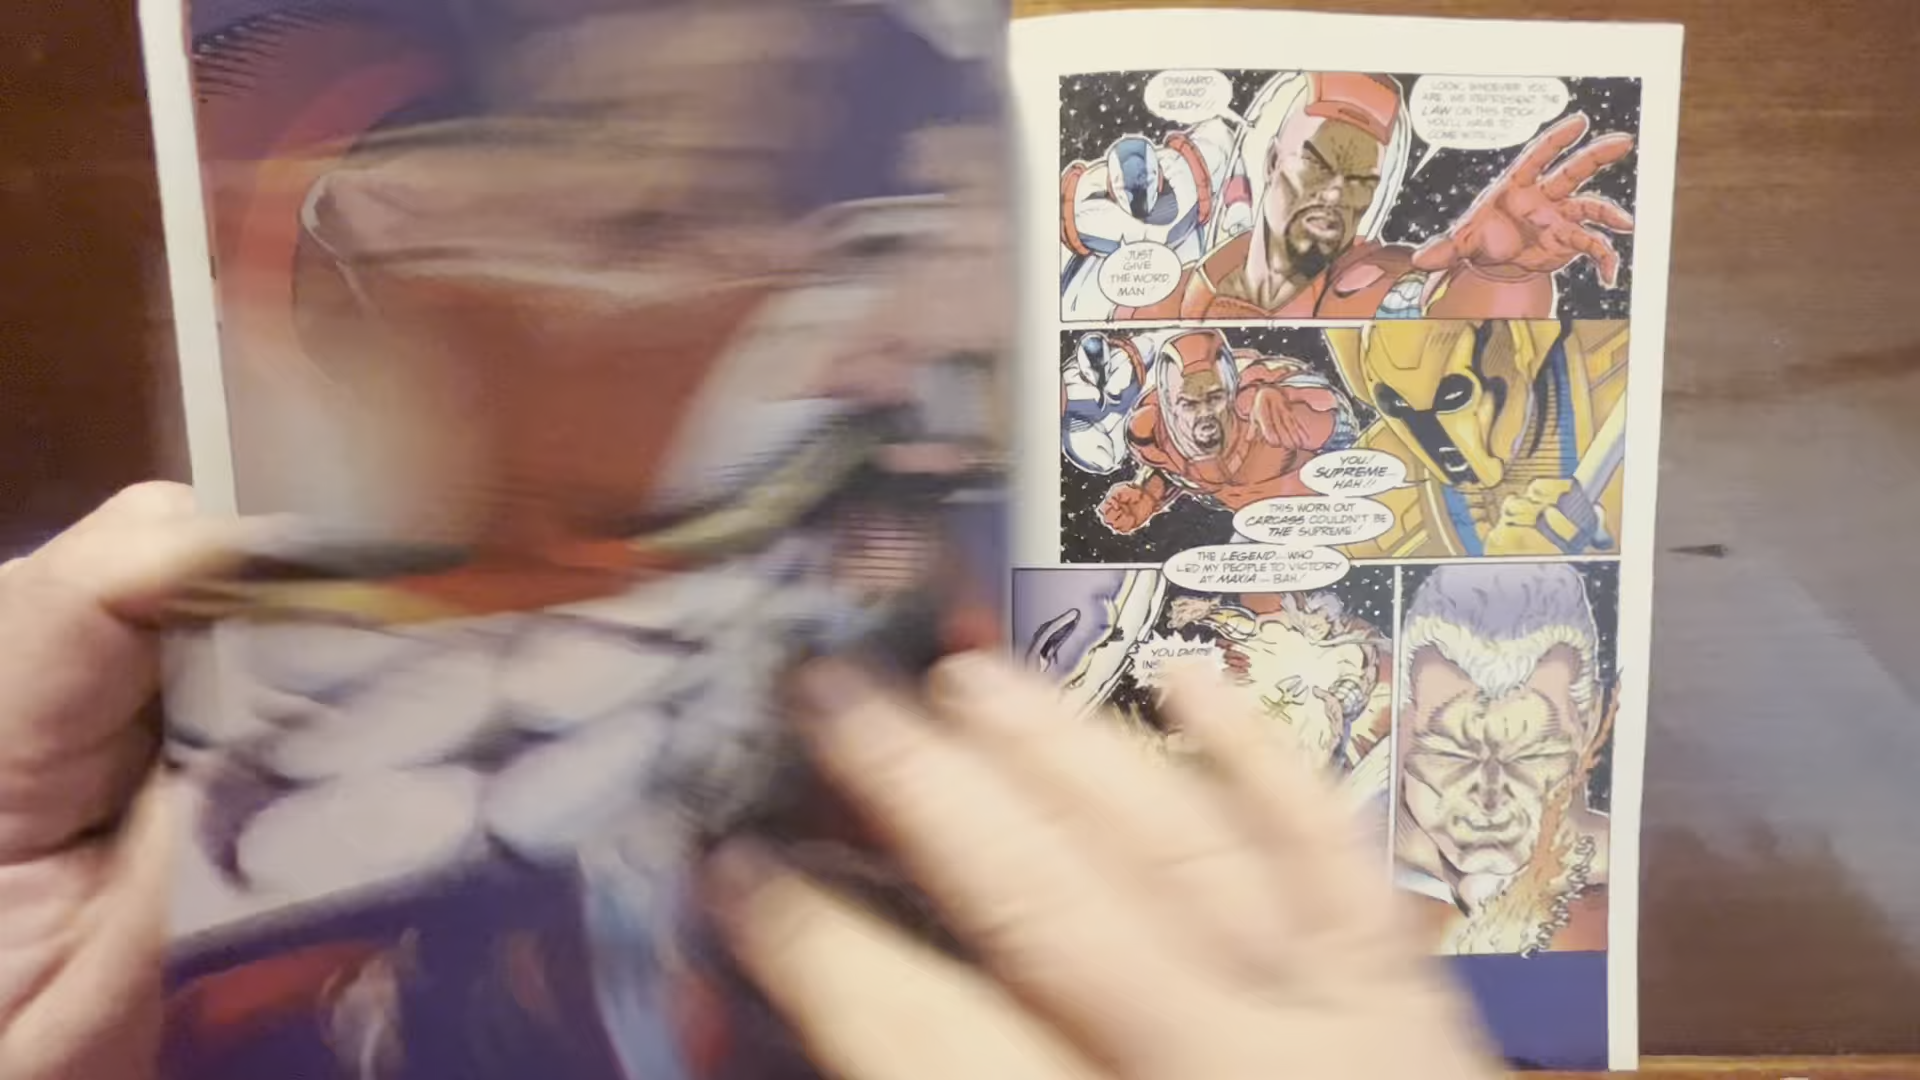 DIEHARD,
STAND
READY!!
LOOK, WHOEVER YOU
ARE, WE REPRESENT THE
LAW ON THIS ROCK.
YOU'LL HAVE TO
COME WITH
JUST
GIVE
THE WORD,
MAN!
YOU!
SUPREME--
HAH!!
THIS WORN OUT
CARCASS COULDN'T BE
THE SUPREME!
THE LEGEND--WHO
LED MY PEOPLE TO VICTORY
AT MAXIA--BAH!
YOU DARE